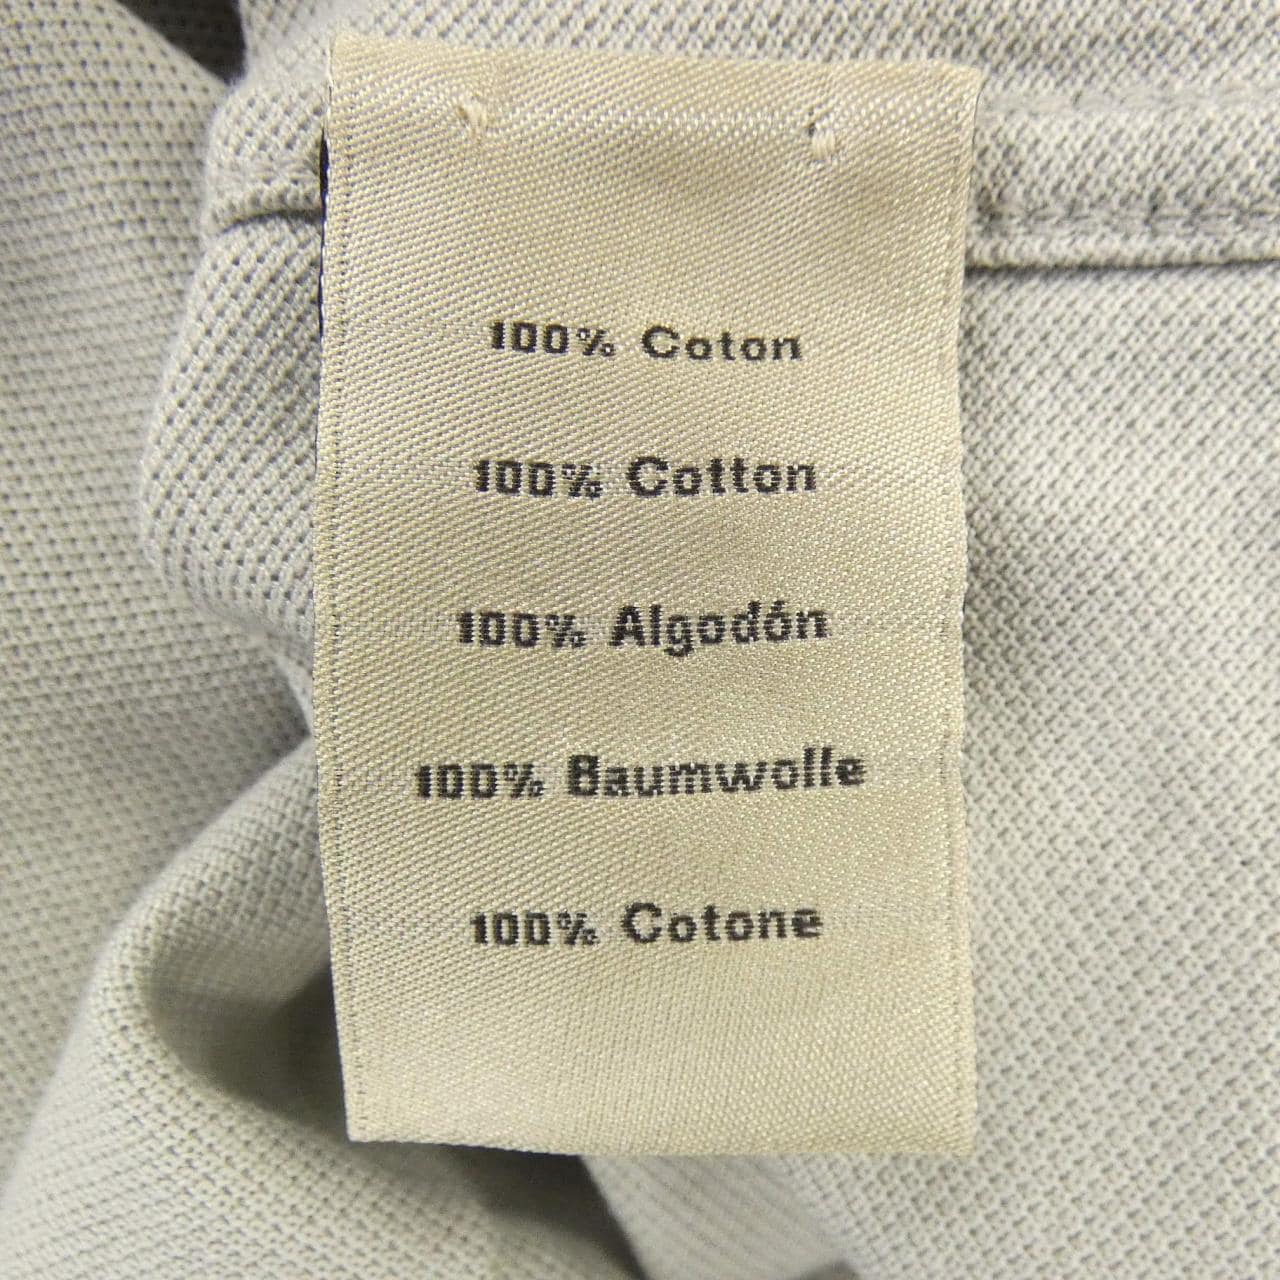 100% Coton
100% Cotton
100% Algodón
100% Baumwolle
100% Cotone